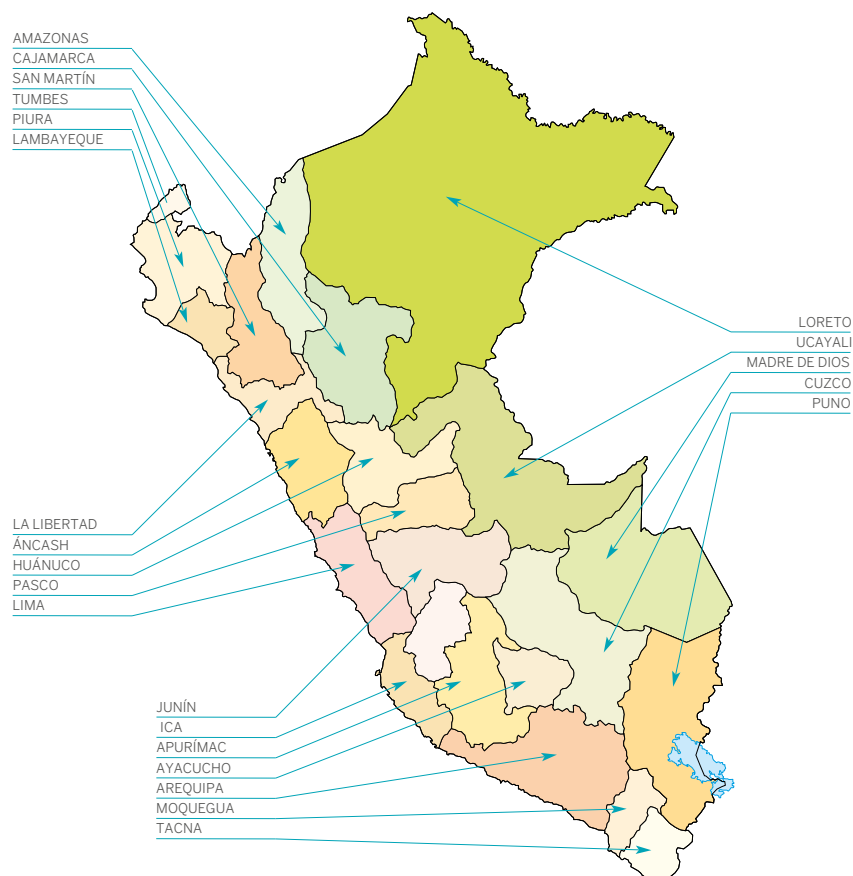 AMAZONAS
CAJAMARCA
SAN MARTÍN
TUMBES
PIURA
LAMBAYEQUE
LORETO
UCAYALI
MADRE DE DIOS
CUZCO
PUNO
LA LIBERTAD
ÁNCASH
HUÁNUCO
PASCO
LIMA
JUNÍN
ICA
APURÍMAC
AYACUCHO
AREQUIPA
MOQUEGUA
TACNA